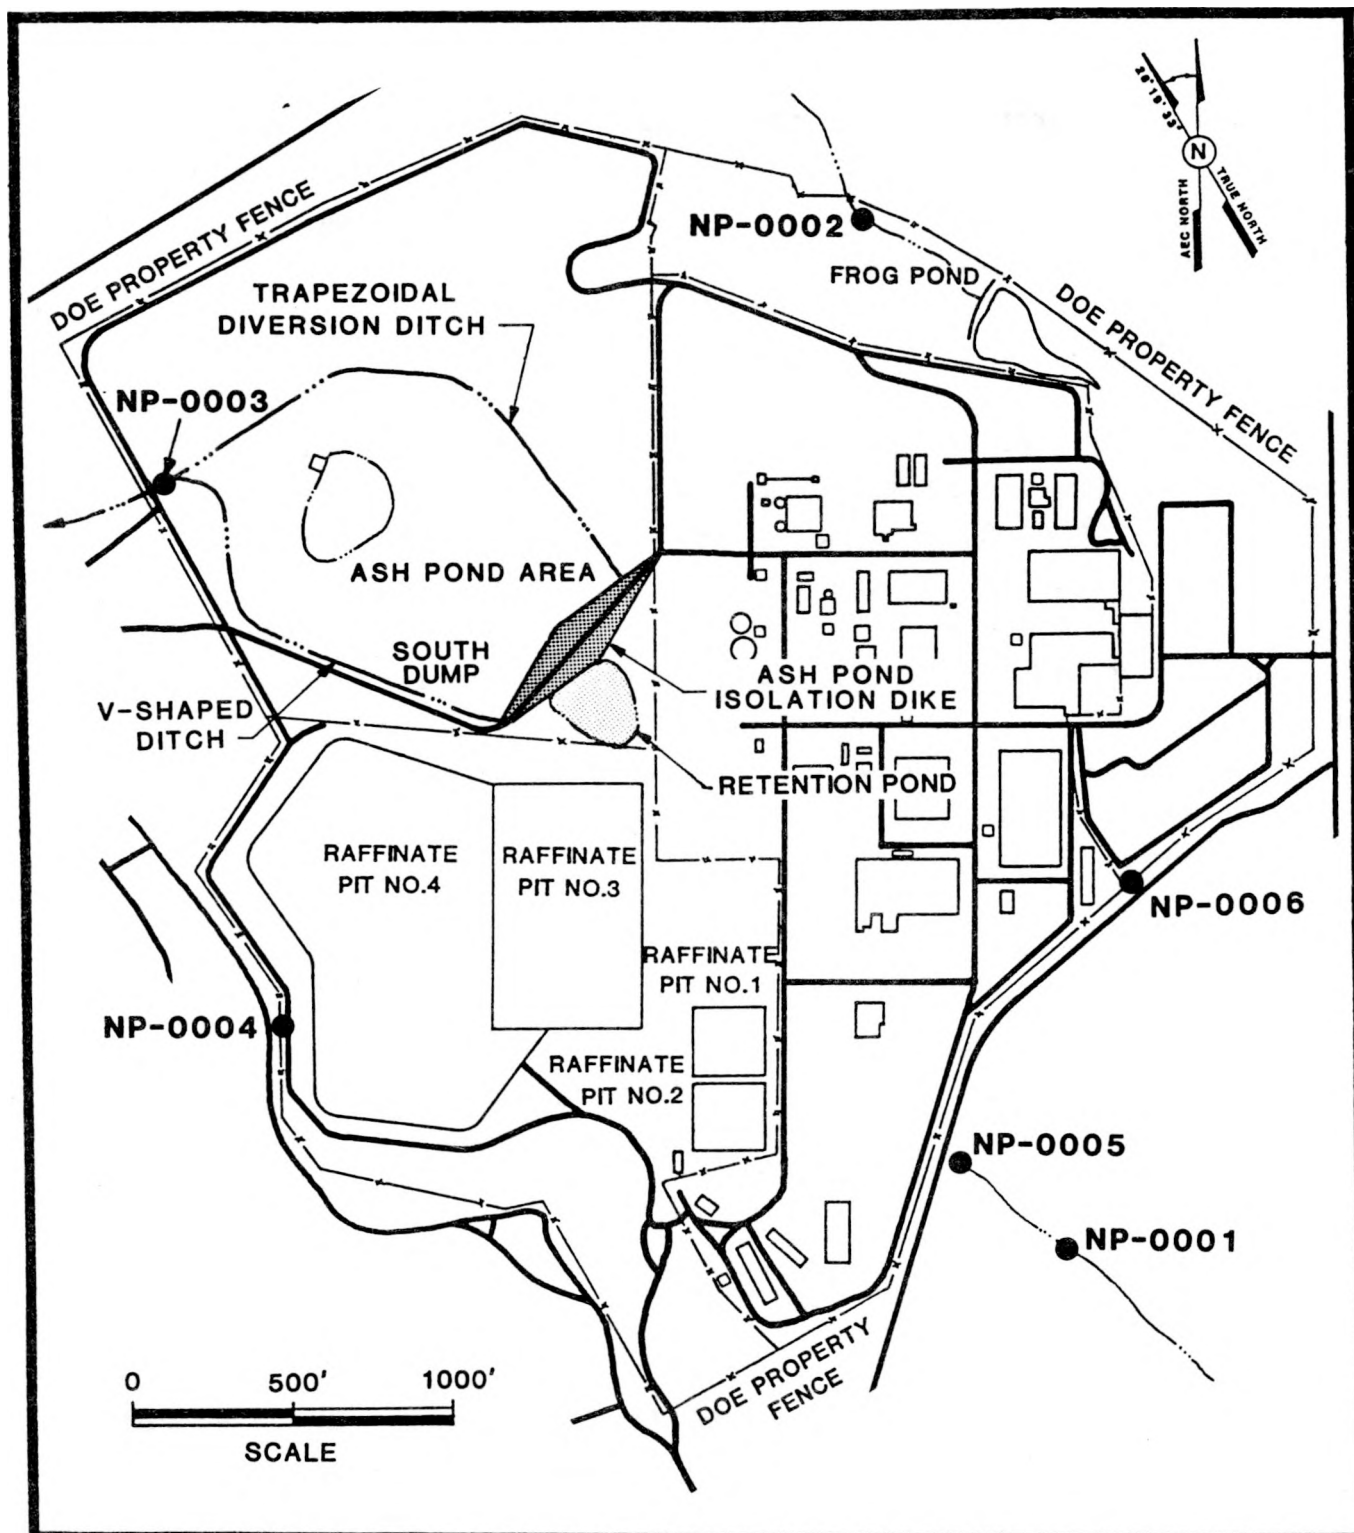 28° 19' 33"
N
AEC NORTH
TRUE NORTH
DOE PROPERTY FENCE
NP-0002
FROG POND
DOE PROPERTY FENCE
TRAPEZOIDAL
DIVERSION DITCH
NP-0003
ASH POND AREA
SOUTH
DUMP
ASH POND
ISOLATION DIKE
V-SHAPED
DITCH
RETENTION POND
RAFFINATE
PIT NO.4
RAFFINATE
PIT NO.3
NP-0006
RAFFINATE
PIT NO.1
NP-0004
RAFFINATE
PIT NO.2
NP-0005
NP-0001
DOE PROPERTY
FENCE
0 500' 1000'
SCALE